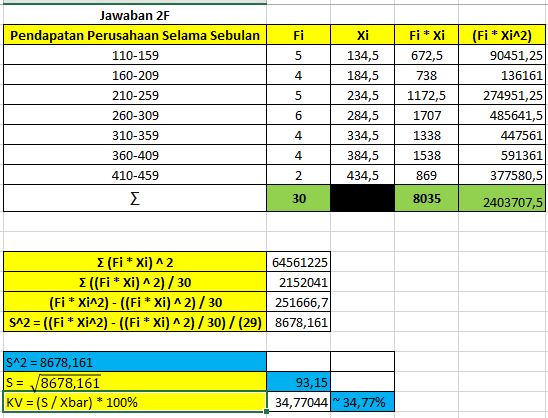 Jawaban 2F
Pendapatan Perusahaan Selama Sebulan Fi Xi Fi * Xi (Fi * Xi^2)
110-159 5 134,5 672,5 90451,25
160-209 4 184,5 738 136161
210-259 5 234,5 1172,5 274951,25
260-309 6 284,5 1707 485641,5
310-359 4 334,5 1338 447561
360-409 4 384,5 1538 591361
410-459 2 434,5 869 377580,5
Σ 30 8035 2403707,5
Σ (Fi * Xi) ^ 2 64561225
Σ ((Fi * Xi) ^ 2) / 30 2152041
(Fi * Xi^2) - ((Fi * Xi) ^ 2) / 30 251666,7
S^2 = ((Fi * Xi^2) - ((Fi * Xi) ^ 2) / 30) / (29) 8678,161
S^2 = 8678,161
S = √8678,161 93,15
KV = (S / Xbar) * 100% 34,77044 ~ 34,77%